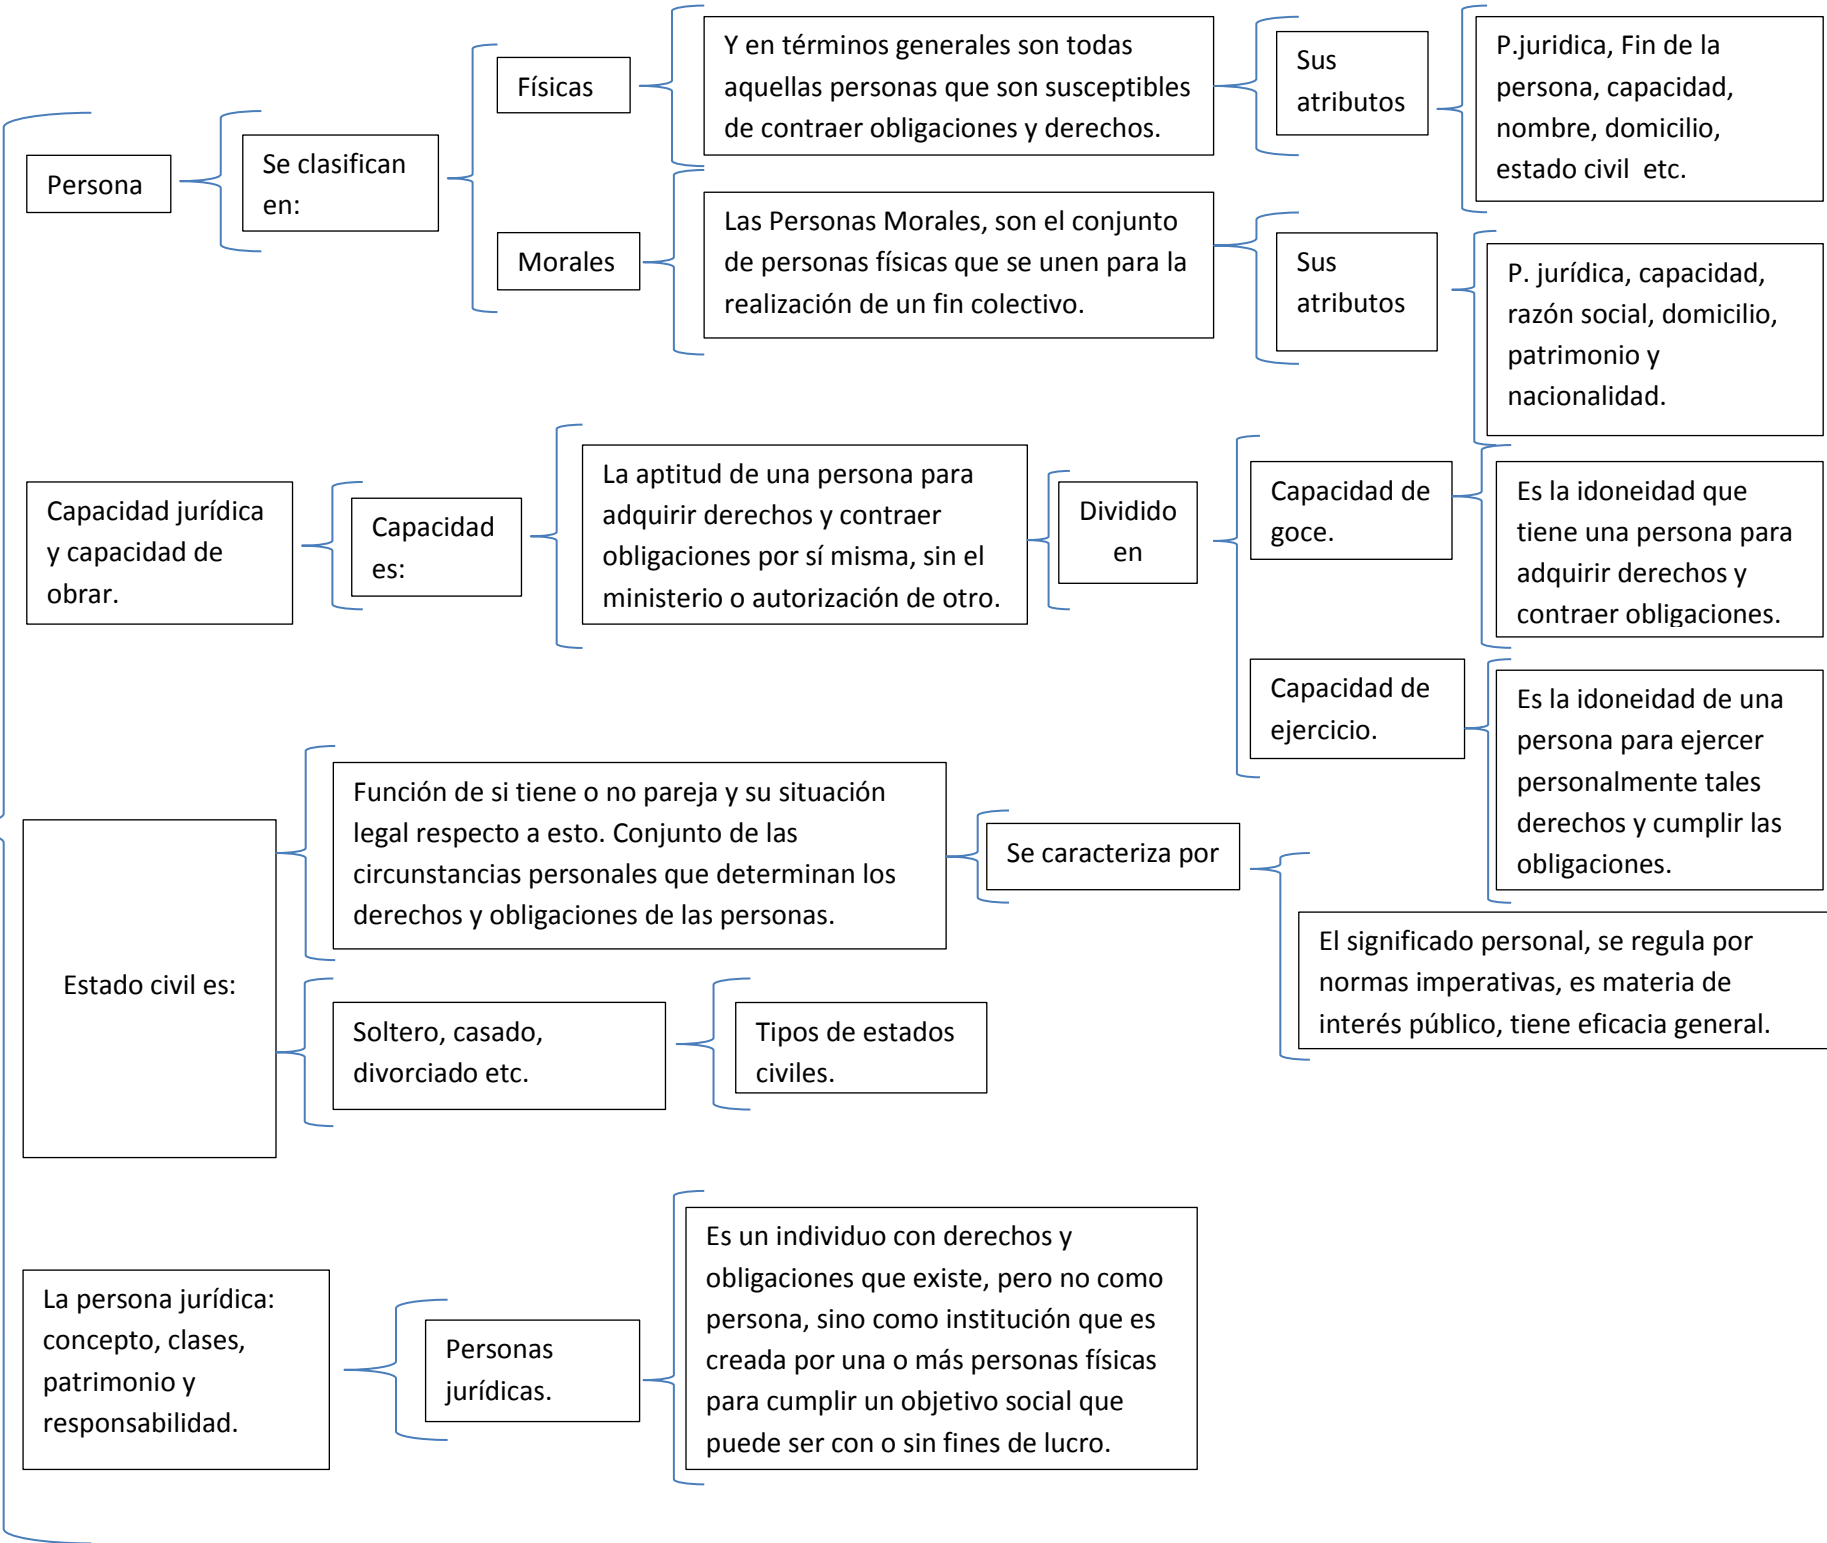 Persona
Se clasifican
en:
Físicas
Y en términos generales son todas
aquellas personas que son susceptibles
de contraer obligaciones y derechos.
Sus
atributos
P.juridica, Fin de la
persona, capacidad,
nombre, domicilio,
estado civil  etc.
Morales
Las Personas Morales, son el conjunto
de personas físicas que se unen para la
realización de un fin colectivo.
Sus
atributos
P. jurídica, capacidad,
razón social, domicilio,
patrimonio y
nacionalidad.
Capacidad jurídica
y capacidad de
obrar.
Capacidad
es:
La aptitud de una persona para
adquirir derechos y contraer
obligaciones por sí misma, sin el
ministerio o autorización de otro.
Dividido
en
Capacidad de
goce.
Es la idoneidad que
tiene una persona para
adquirir derechos y
contraer obligaciones.
Capacidad de
ejercicio.
Es la idoneidad de una
persona para ejercer
personalmente tales
derechos y cumplir las
obligaciones.
Estado civil es:
Función de si tiene o no pareja y su situación
legal respecto a esto. Conjunto de las
circunstancias personales que determinan los
derechos y obligaciones de las personas.
Se caracteriza por
El significado personal, se regula por
normas imperativas, es materia de
interés público, tiene eficacia general.
Soltero, casado,
divorciado etc.
Tipos de estados
civiles.
La persona jurídica:
concepto, clases,
patrimonio y
responsabilidad.
Personas
jurídicas.
Es un individuo con derechos y
obligaciones que existe, pero no como
persona, sino como institución que es
creada por una o más personas físicas
para cumplir un objetivo social que
puede ser con o sin fines de lucro.